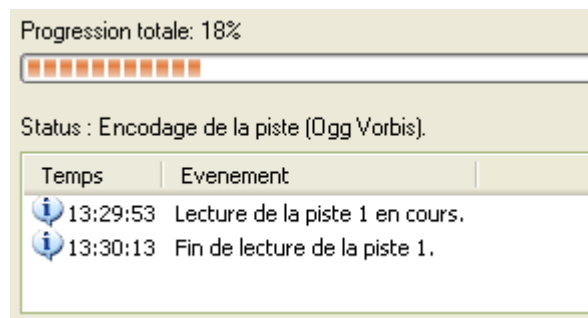 Progression totale: 18%
Status : Encodage de la piste (Ogg Vorbis).
Temps Evenement
13:29:53 Lecture de la piste 1 en cours.
13:30:13 Fin de lecture de la piste 1.